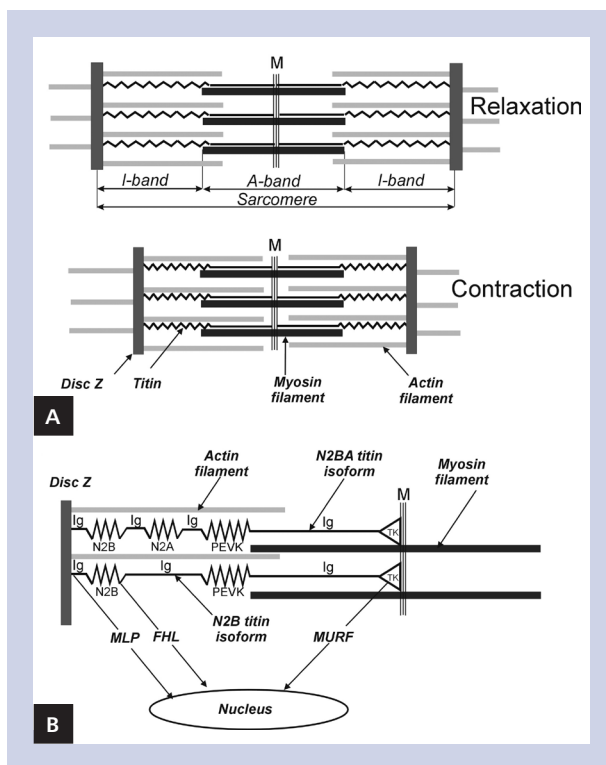 M
Relaxation
I-band
A-band
I-band
Sarcomere
M
Contraction
Disc Z
Titin
Myosin
filament
Actin
filament
A
Actin
filament
N2BA titin
isoform
Myosin
filament
Disc Z
M
Ig
Ig
Ig
Ig
N2B
N2A
PEVK
TK
Ig
Ig
Ig
N2B
PEVK
TK
N2B titin
isoform
MLP
FHL
MURF
Nucleus
B